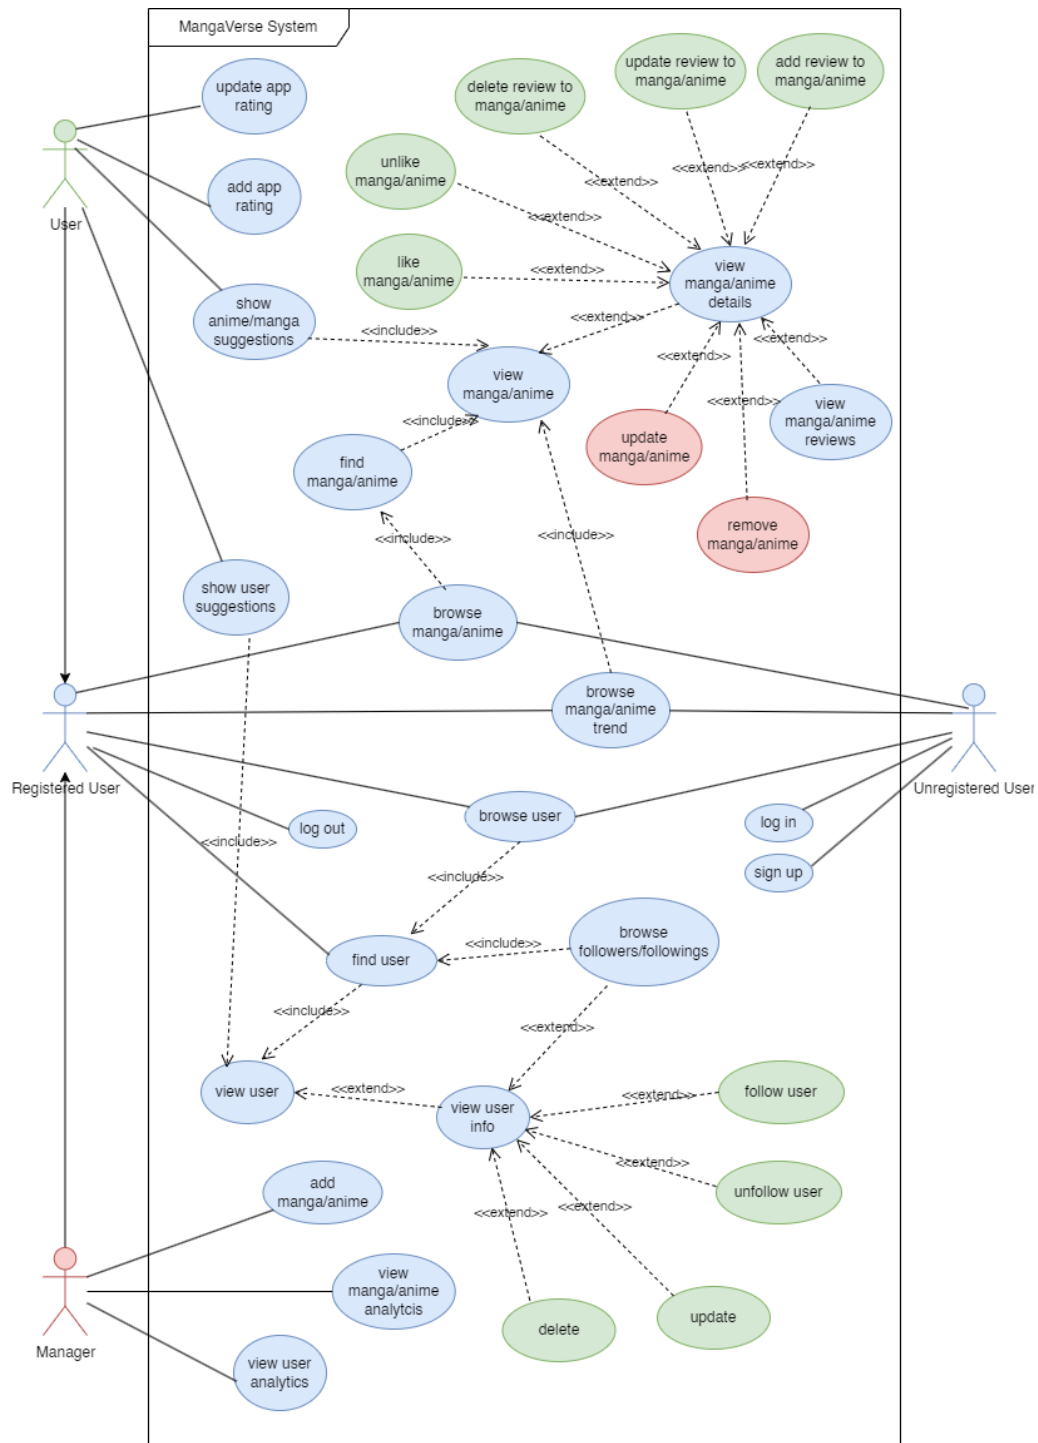 MangaVerse System
update app
rating
delete review to
manga/anime
update review to
manga/anime
add review to
manga/anime
User
unlike
manga/anime
<<extend>>
<<extend>>
<<extend>>
add app
rating
<<extend>>
like
manga/anime
<<extend>>
view
manga/anime
details
show
anime/manga
suggestions
<<include>>
<<extend>>
<<extend>>
<<extend>>
view
manga/anime
<<include>>
<<extend>>
view
manga/anime
reviews
update
manga/anime
find
manga/anime
remove
manga/anime
<<include>>
<<include>>
show user
suggestions
browse
manga/anime
browse
manga/anime
trend
Registered User
Unregistered User
log out
browse user
log in
<<include>>
sign up
<<include>>
browse
followers/followings
<<include>>
find user
<<include>>
<<extend>>
view user
<<extend>>
view user
info
<<extend>>
follow user
<<extend>>
unfollow user
add
manga/anime
<<extend>>
<<extend>>
view
manga/anime
analytcis
delete
update
Manager
view user
analytics